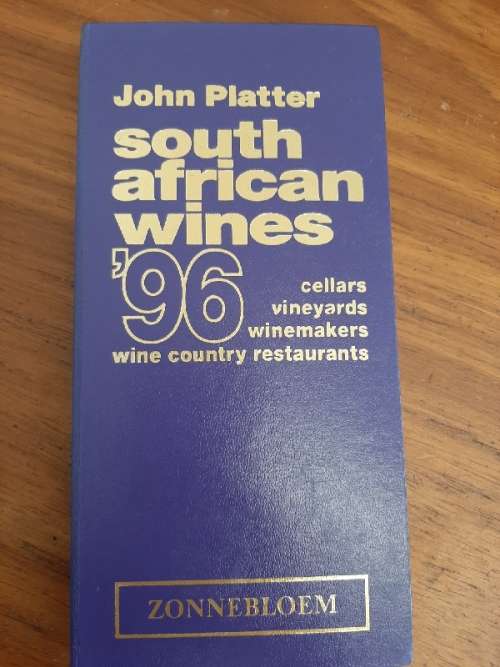 John Platter
south
african
wines
'96
cellars
vineyards
winemakers
wine country restaurants
ZONNEBLOEM